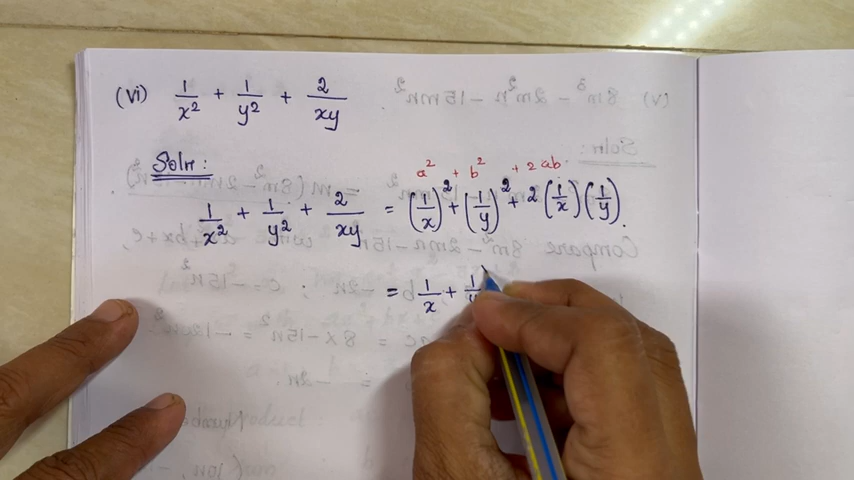 (vi) 1/x² + 1/y² + 2/xy
Soln :
a² + b² + 2ab
1/x² + 1/y² + 2/xy = (1/x)² + (1/y)² + 2(1/x)(1/y).
= 1/x + 1/y